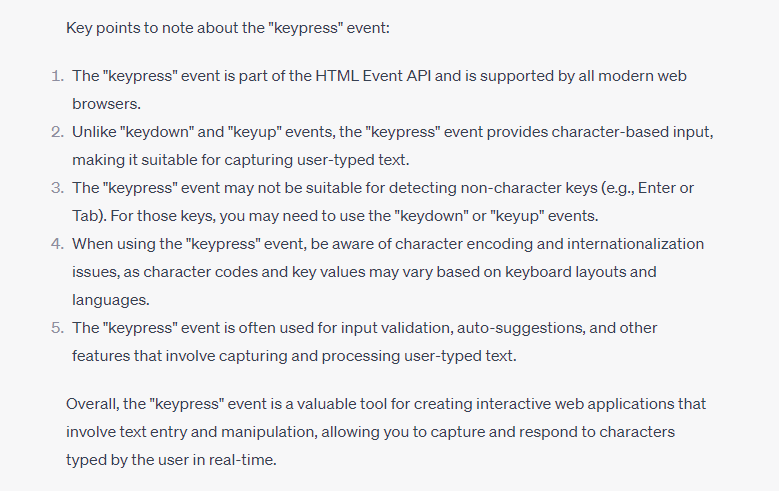 Key points to note about the "keypress" event:
1. The "keypress" event is part of the HTML Event API and is supported by all modern web
browsers.
2. Unlike "keydown" and "keyup" events, the "keypress" event provides character-based input,
making it suitable for capturing user-typed text.
3. The "keypress" event may not be suitable for detecting non-character keys (e.g., Enter or
Tab). For those keys, you may need to use the "keydown" or "keyup" events.
4. When using the "keypress" event, be aware of character encoding and internationalization
issues, as character codes and key values may vary based on keyboard layouts and
languages.
5. The "keypress" event is often used for input validation, auto-suggestions, and other
features that involve capturing and processing user-typed text.
Overall, the "keypress" event is a valuable tool for creating interactive web applications that
involve text entry and manipulation, allowing you to capture and respond to characters
typed by the user in real-time.